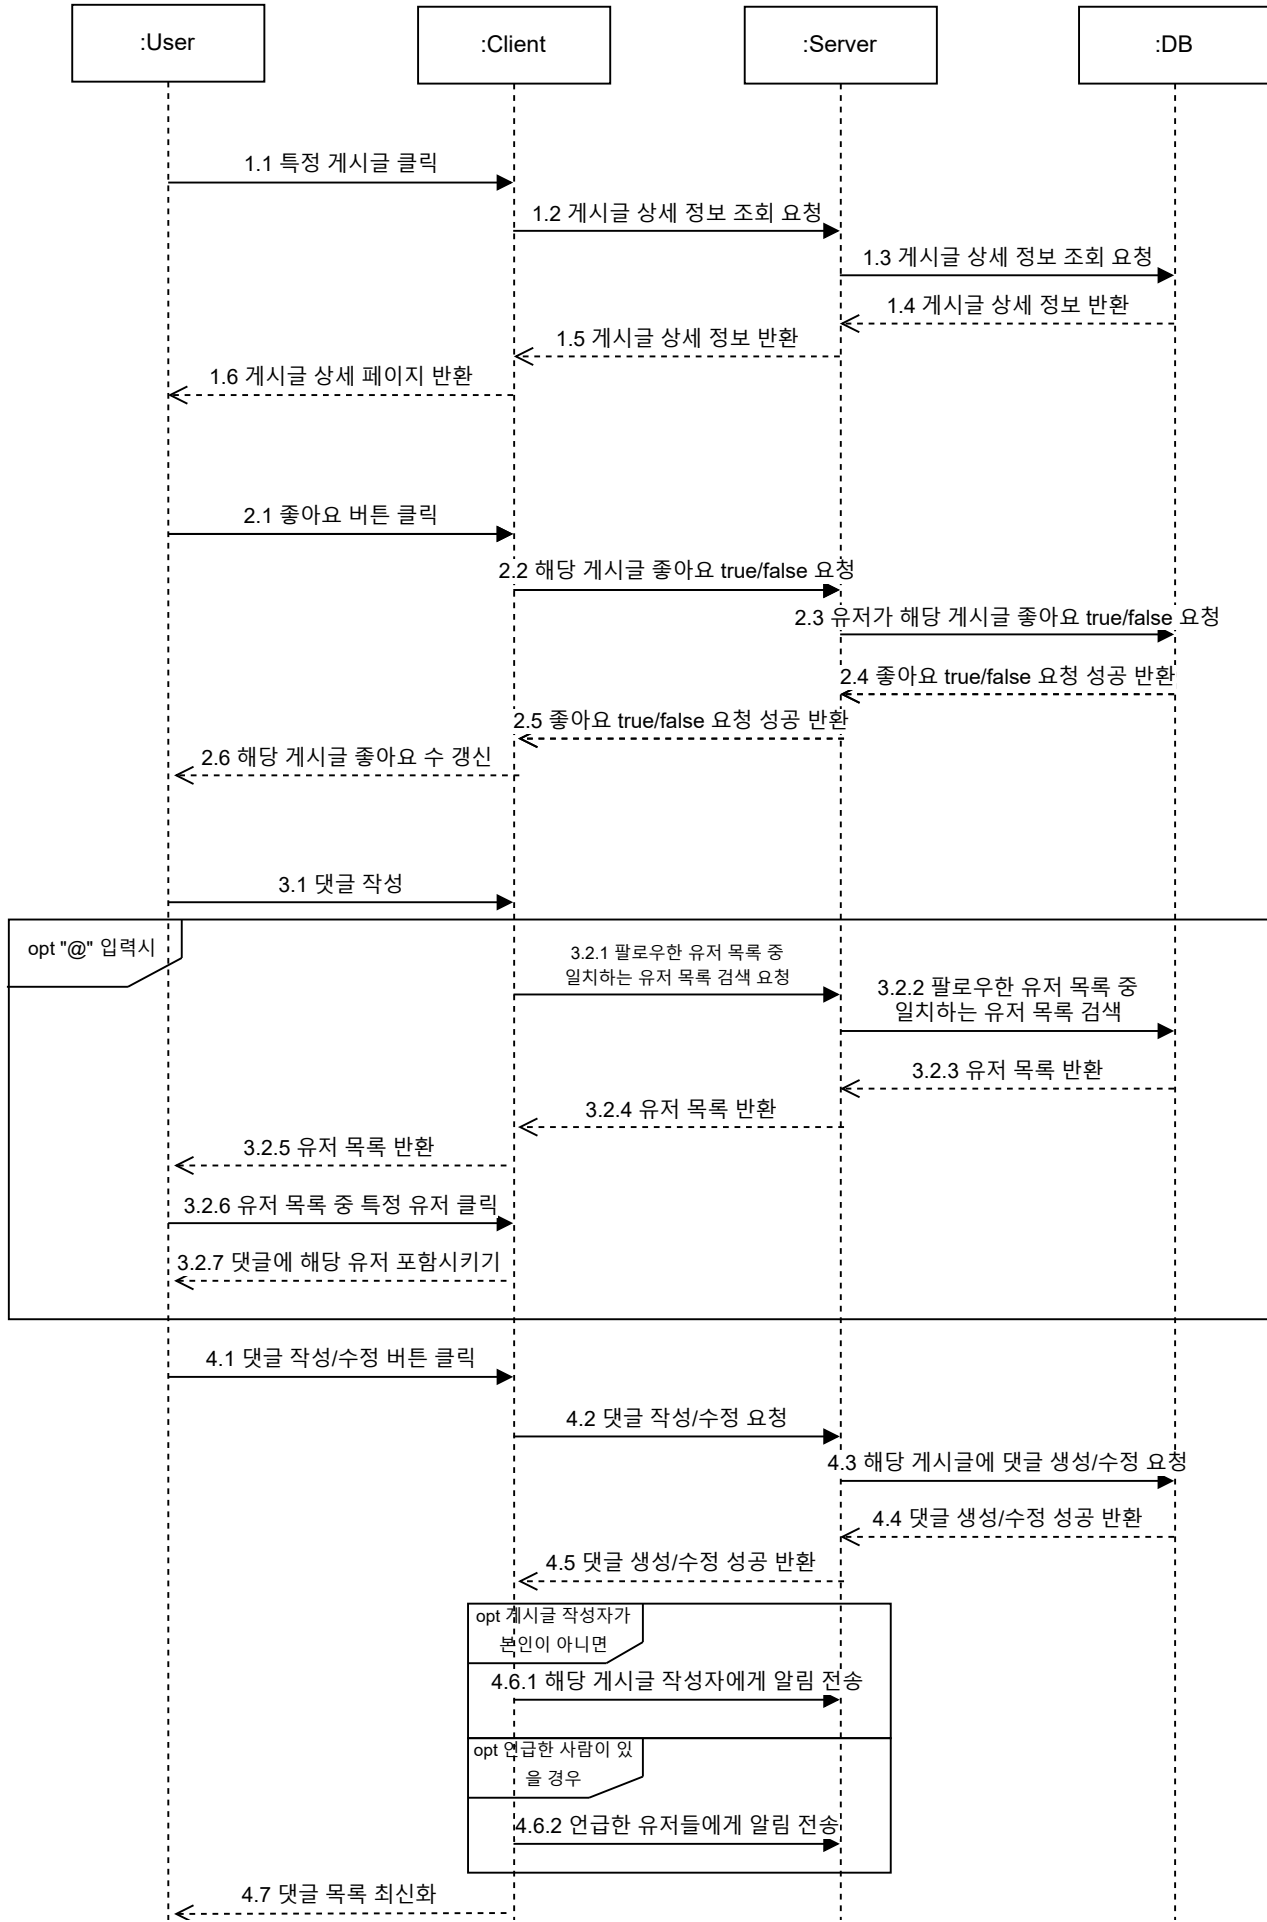 :User
:Client
:Server
:DB
1.1 특정 게시글 클릭
1.2 게시글 상세 정보 조회 요청
1.3 게시글 상세 정보 조회 요청
1.4 게시글 상세 정보 반환
1.5 게시글 상세 정보 반환
1.6 게시글 상세 페이지 반환
2.1 좋아요 버튼 클릭
2.2 해당 게시글 좋아요 true/false 요청
2.3 유저가 해당 게시글 좋아요 true/false 요청
2.4 좋아요 true/false 요청 성공 반환
2.5 좋아요 true/false 요청 성공 반환
2.6 해당 게시글 좋아요 수 갱신
3.1 댓글 작성
opt "@" 입력시
3.2.1 팔로우한 유저 목록 중
일치하는 유저 목록 검색 요청
3.2.2 팔로우한 유저 목록 중
일치하는 유저 목록 검색
3.2.3 유저 목록 반환
3.2.4 유저 목록 반환
3.2.5 유저 목록 반환
3.2.6 유저 목록 중 특정 유저 클릭
3.2.7 댓글에 해당 유저 포함시키기
4.1 댓글 작성/수정 버튼 클릭
4.2 댓글 작성/수정 요청
4.3 해당 게시글에 댓글 생성/수정 요청
4.4 댓글 생성/수정 성공 반환
4.5 댓글 생성/수정 성공 반환
opt 게시글 작성자가
본인이 아니면
4.6.1 해당 게시글 작성자에게 알림 전송
opt 언급한 사람이 있
을 경우
4.6.2 언급한 유저들에게 알림 전송
4.7 댓글 목록 최신화